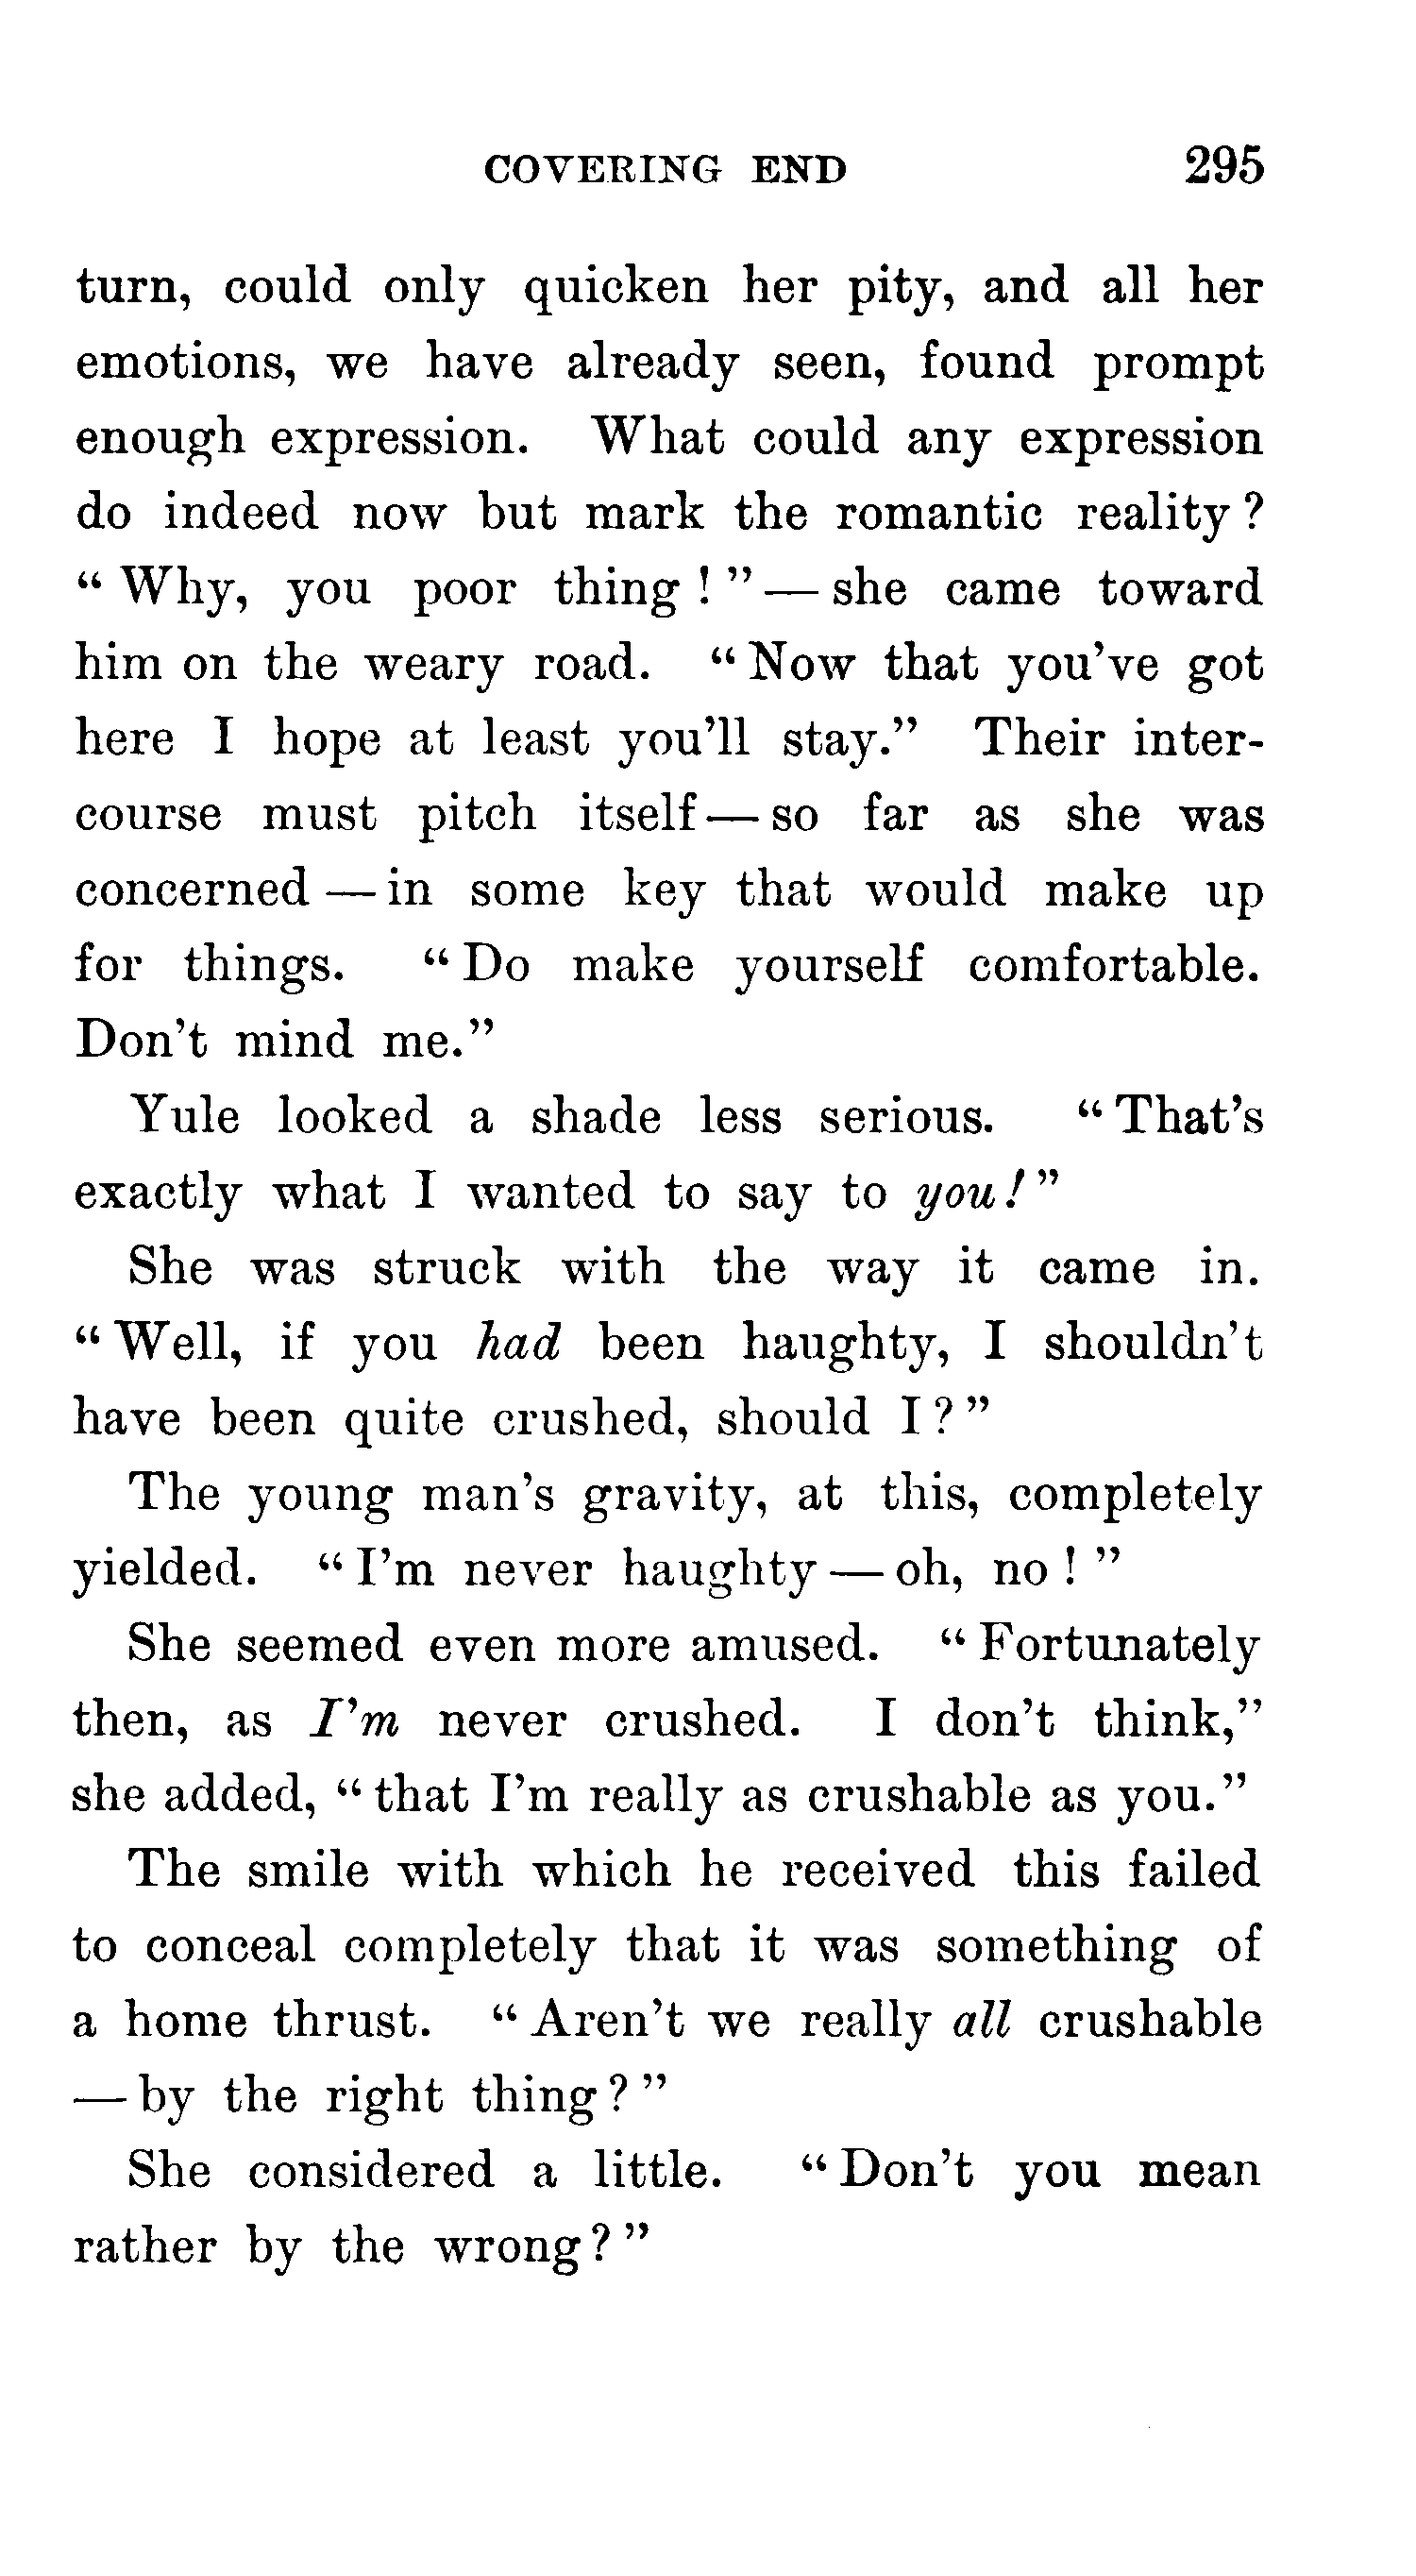 COVERING END 295
turn, could only quicken her pity, and all her
emotions, we have already seen, found prompt
enough expression. What could any expression
do indeed now but mark the romantic reality?
“Why, you poor thing!”—she came toward
him on the weary road. “Now that you’ve got
here I hope at least you’ll stay.” Their inter-
course must pitch itself—so far as she was
concerned—in some key that would make up
for things. “Do make yourself comfortable.
Don’t mind me.”
Yule looked a shade less serious. “That’s
exactly what I wanted to say to you!”
She was struck with the way it came in.
“Well, if you had been haughty, I shouldn’t
have been quite crushed, should I?”
The young man’s gravity, at this, completely
yielded. “I’m never haughty—oh, no!”
She seemed even more amused. “Fortunately
then, as I’m never crushed. I don’t think,”
she added, “that I’m really as crushable as you.”
The smile with which he received this failed
to conceal completely that it was something of
a home thrust. “Aren’t we really all crushable
—by the right thing?”
She considered a little. “Don’t you mean
rather by the wrong?”